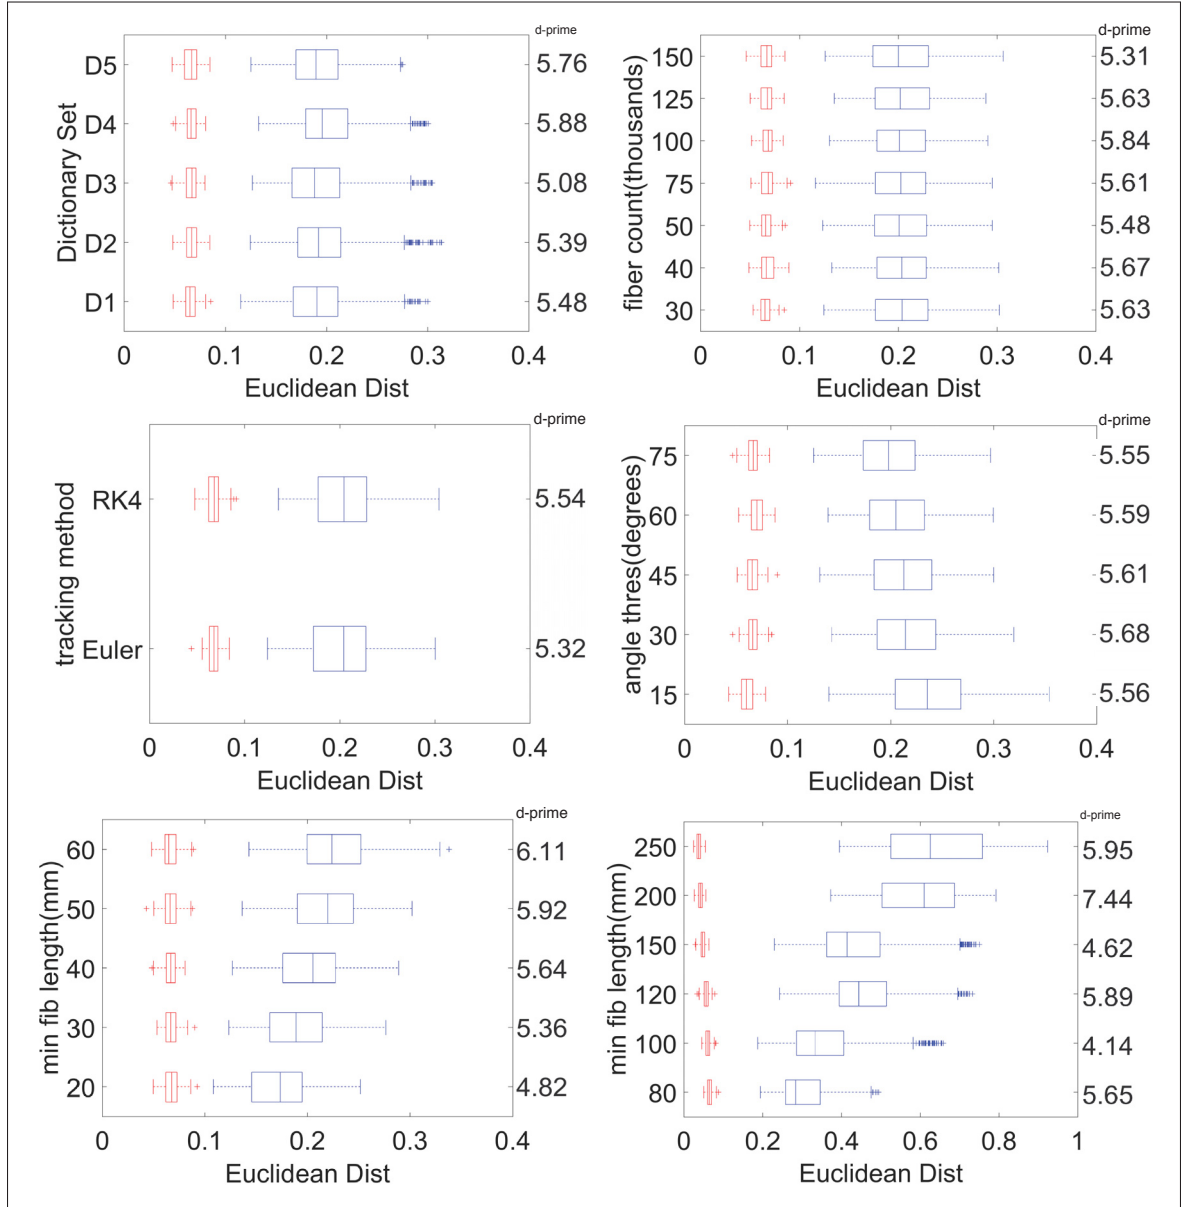 d-prime
Dictionary Set
D5 5.76
D4 5.88
D3 5.08
D2 5.39
D1 5.48
0 0.1 0.2 0.3 0.4
Euclidean Dist
d-prime
fiber count(thousands)
150 5.31
125 5.63
100 5.84
75 5.61
50 5.48
40 5.67
30 5.63
0 0.1 0.2 0.3 0.4
Euclidean Dist
d-prime
tracking method
RK4 5.54
Euler 5.32
0 0.1 0.2 0.3 0.4
Euclidean Dist
d-prime
angle thres(degrees)
75 5.55
60 5.59
45 5.61
30 5.68
15 5.56
0 0.1 0.2 0.3 0.4
Euclidean Dist
d-prime
min fib length(mm)
60 6.11
50 5.92
40 5.64
30 5.36
20 4.82
0 0.1 0.2 0.3 0.4
Euclidean Dist
d-prime
min fib length(mm)
250 5.95
200 7.44
150 4.62
120 5.89
100 4.14
80 5.65
0 0.2 0.4 0.6 0.8 1
Euclidean Dist